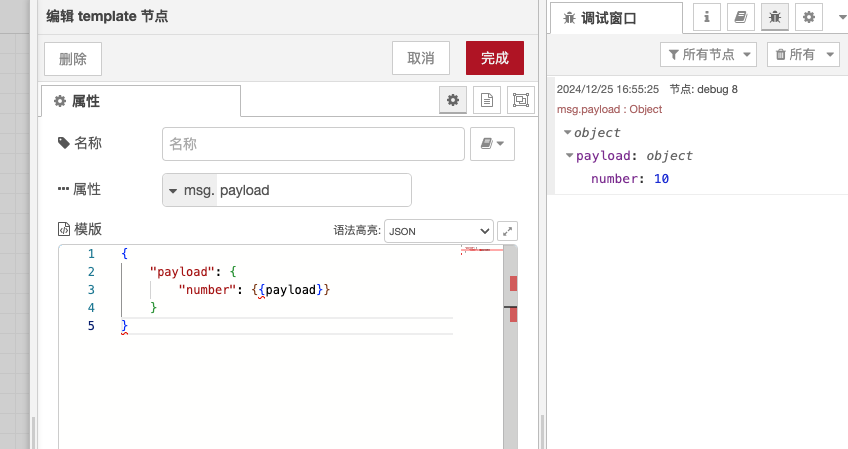 编辑 template 节点
删除
取消
完成
属性
名称
名称
属性
msg. payload
模版
语法高亮:
JSON
1 {
2 "payload": {
3 "number": {{payload}}
4 }
5 }
调试窗口
i
所有节点
所有
2024/12/25 16:55:25 节点: debug 8
msg.payload : Object
object
payload: object
number: 10